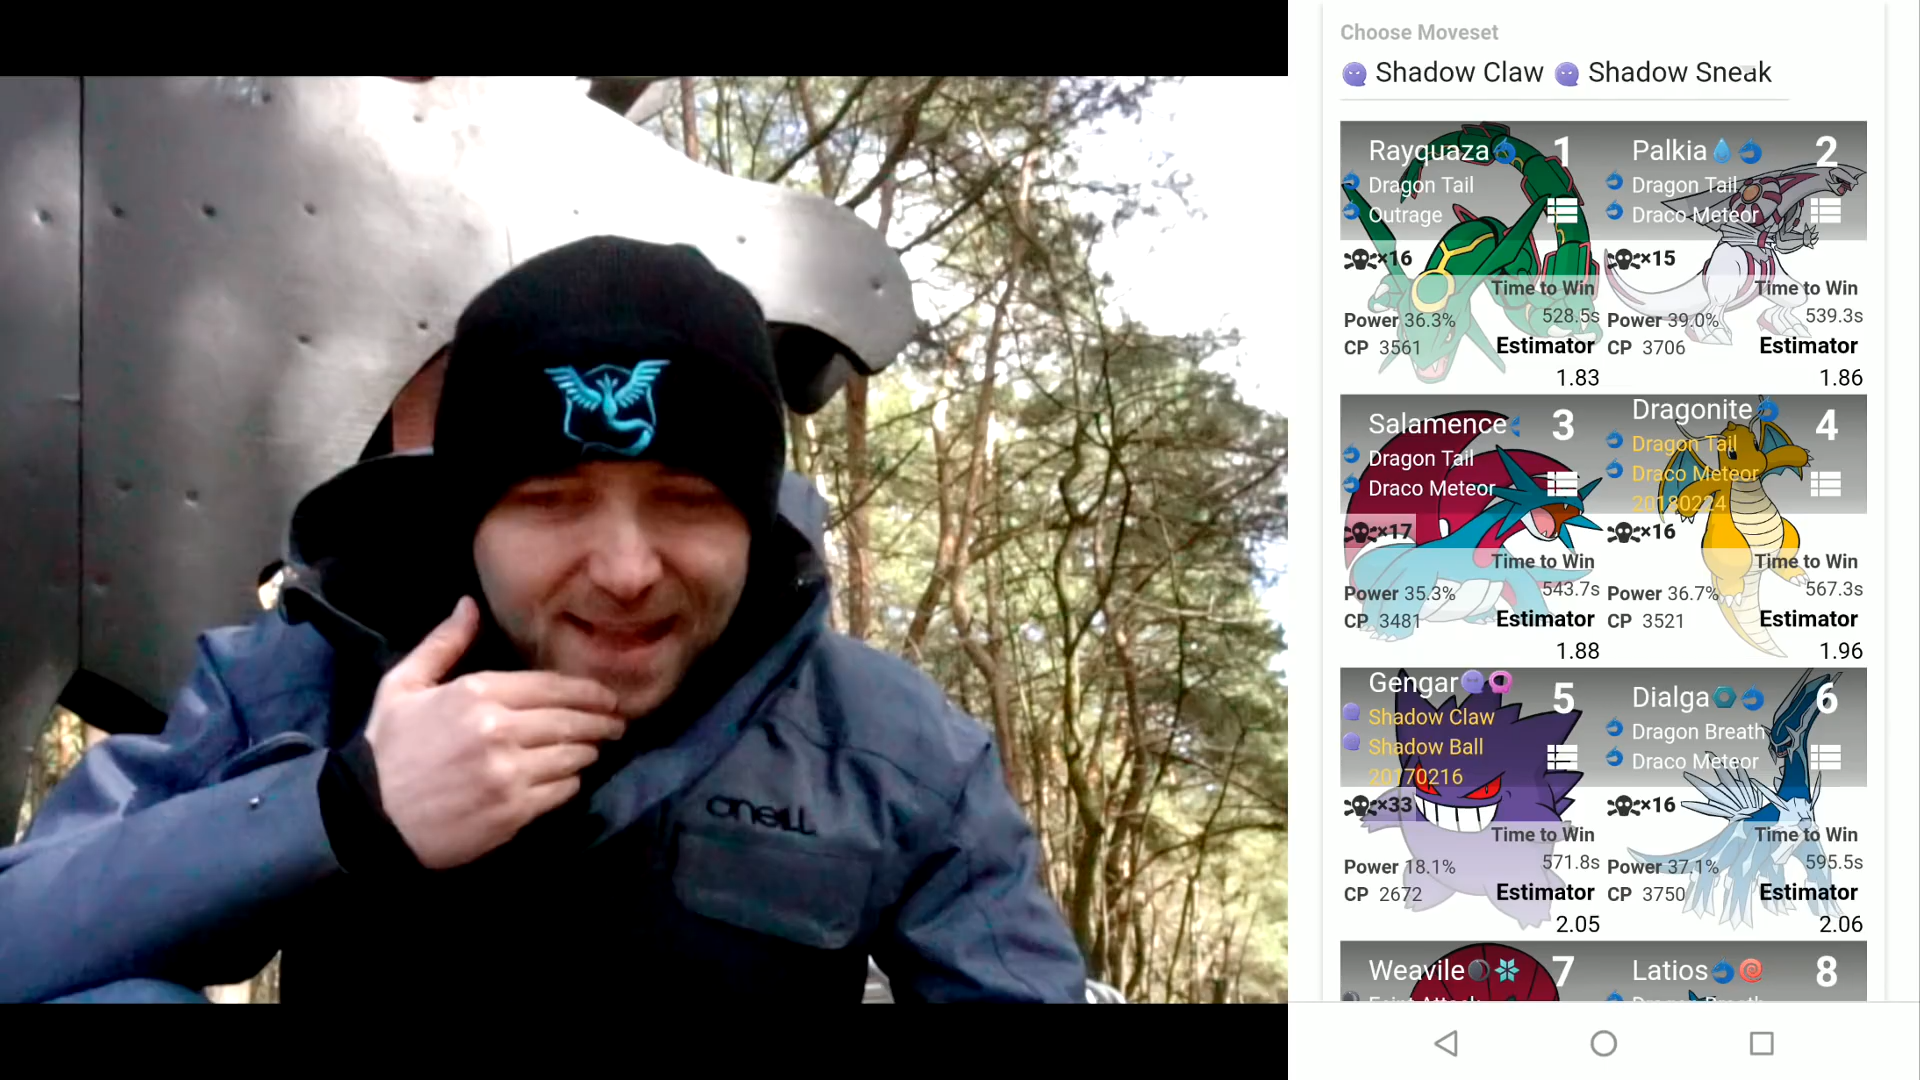 Choose Moveset
Shadow Claw Shadow Sneak
Rayquaza 1
Dragon Tail
Outrage
×16
Time to Win
Power 36.3% 528.5s
CP 3561 Estimator
1.83
Palkia 2
Dragon Tail
Draco Meteor
×15
Time to Win
Power 39.0% 539.3s
CP 3706 Estimator
1.86
Salamence 3
Dragon Tail
Draco Meteor
×17
Time to Win
Power 35.3% 543.7s
CP 3481 Estimator
1.88
Dragonite 4
Dragon Tail
Draco Meteor
20180224
×16
Time to Win
Power 36.7% 567.3s
CP 3521 Estimator
1.96
Gengar 5
Shadow Claw
Shadow Ball
20170216
×33
Time to Win
Power 18.1% 571.8s
CP 2672 Estimator
2.05
Dialga 6
Dragon Breath
Draco Meteor
×16
Time to Win
Power 37.1% 595.5s
CP 3750 Estimator
2.06
Weavile 7
Latios 8
O'NEILL